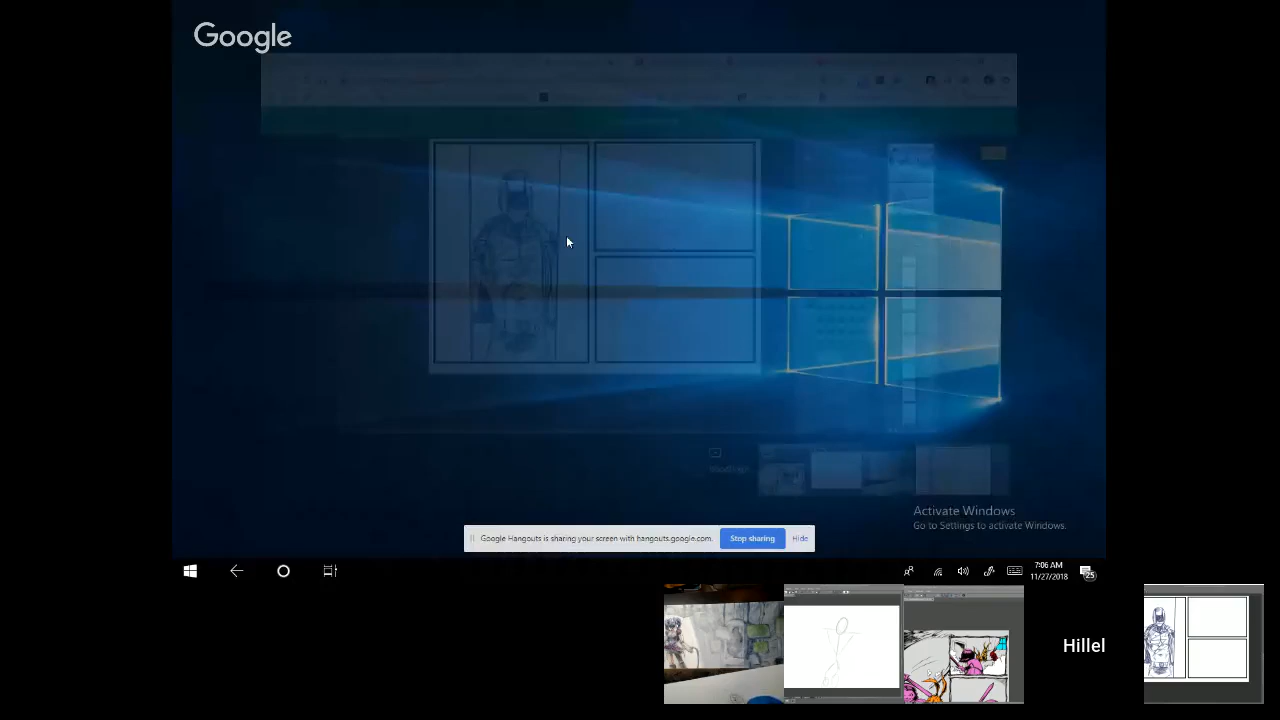 Google
Activate Windows
Go to Settings to activate Windows.
Google Hangouts is sharing your screen with hangouts.google.com.
Stop sharing
Hide
7:06 AM
11/27/2018
25
Hillel